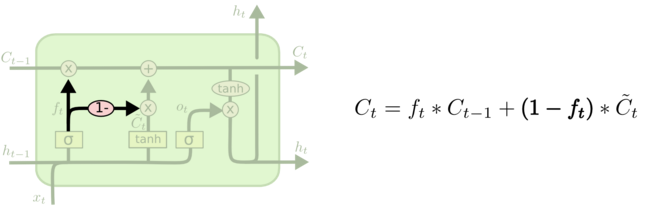 h_t
C_{t-1} × + C_t
tanh
f_t 1- × o_t ×
C̃_t
σ tanh σ
h_{t-1} h_t
x_t
C_t = f_t * C_{t-1} + (1 − f_t) * C̃_t